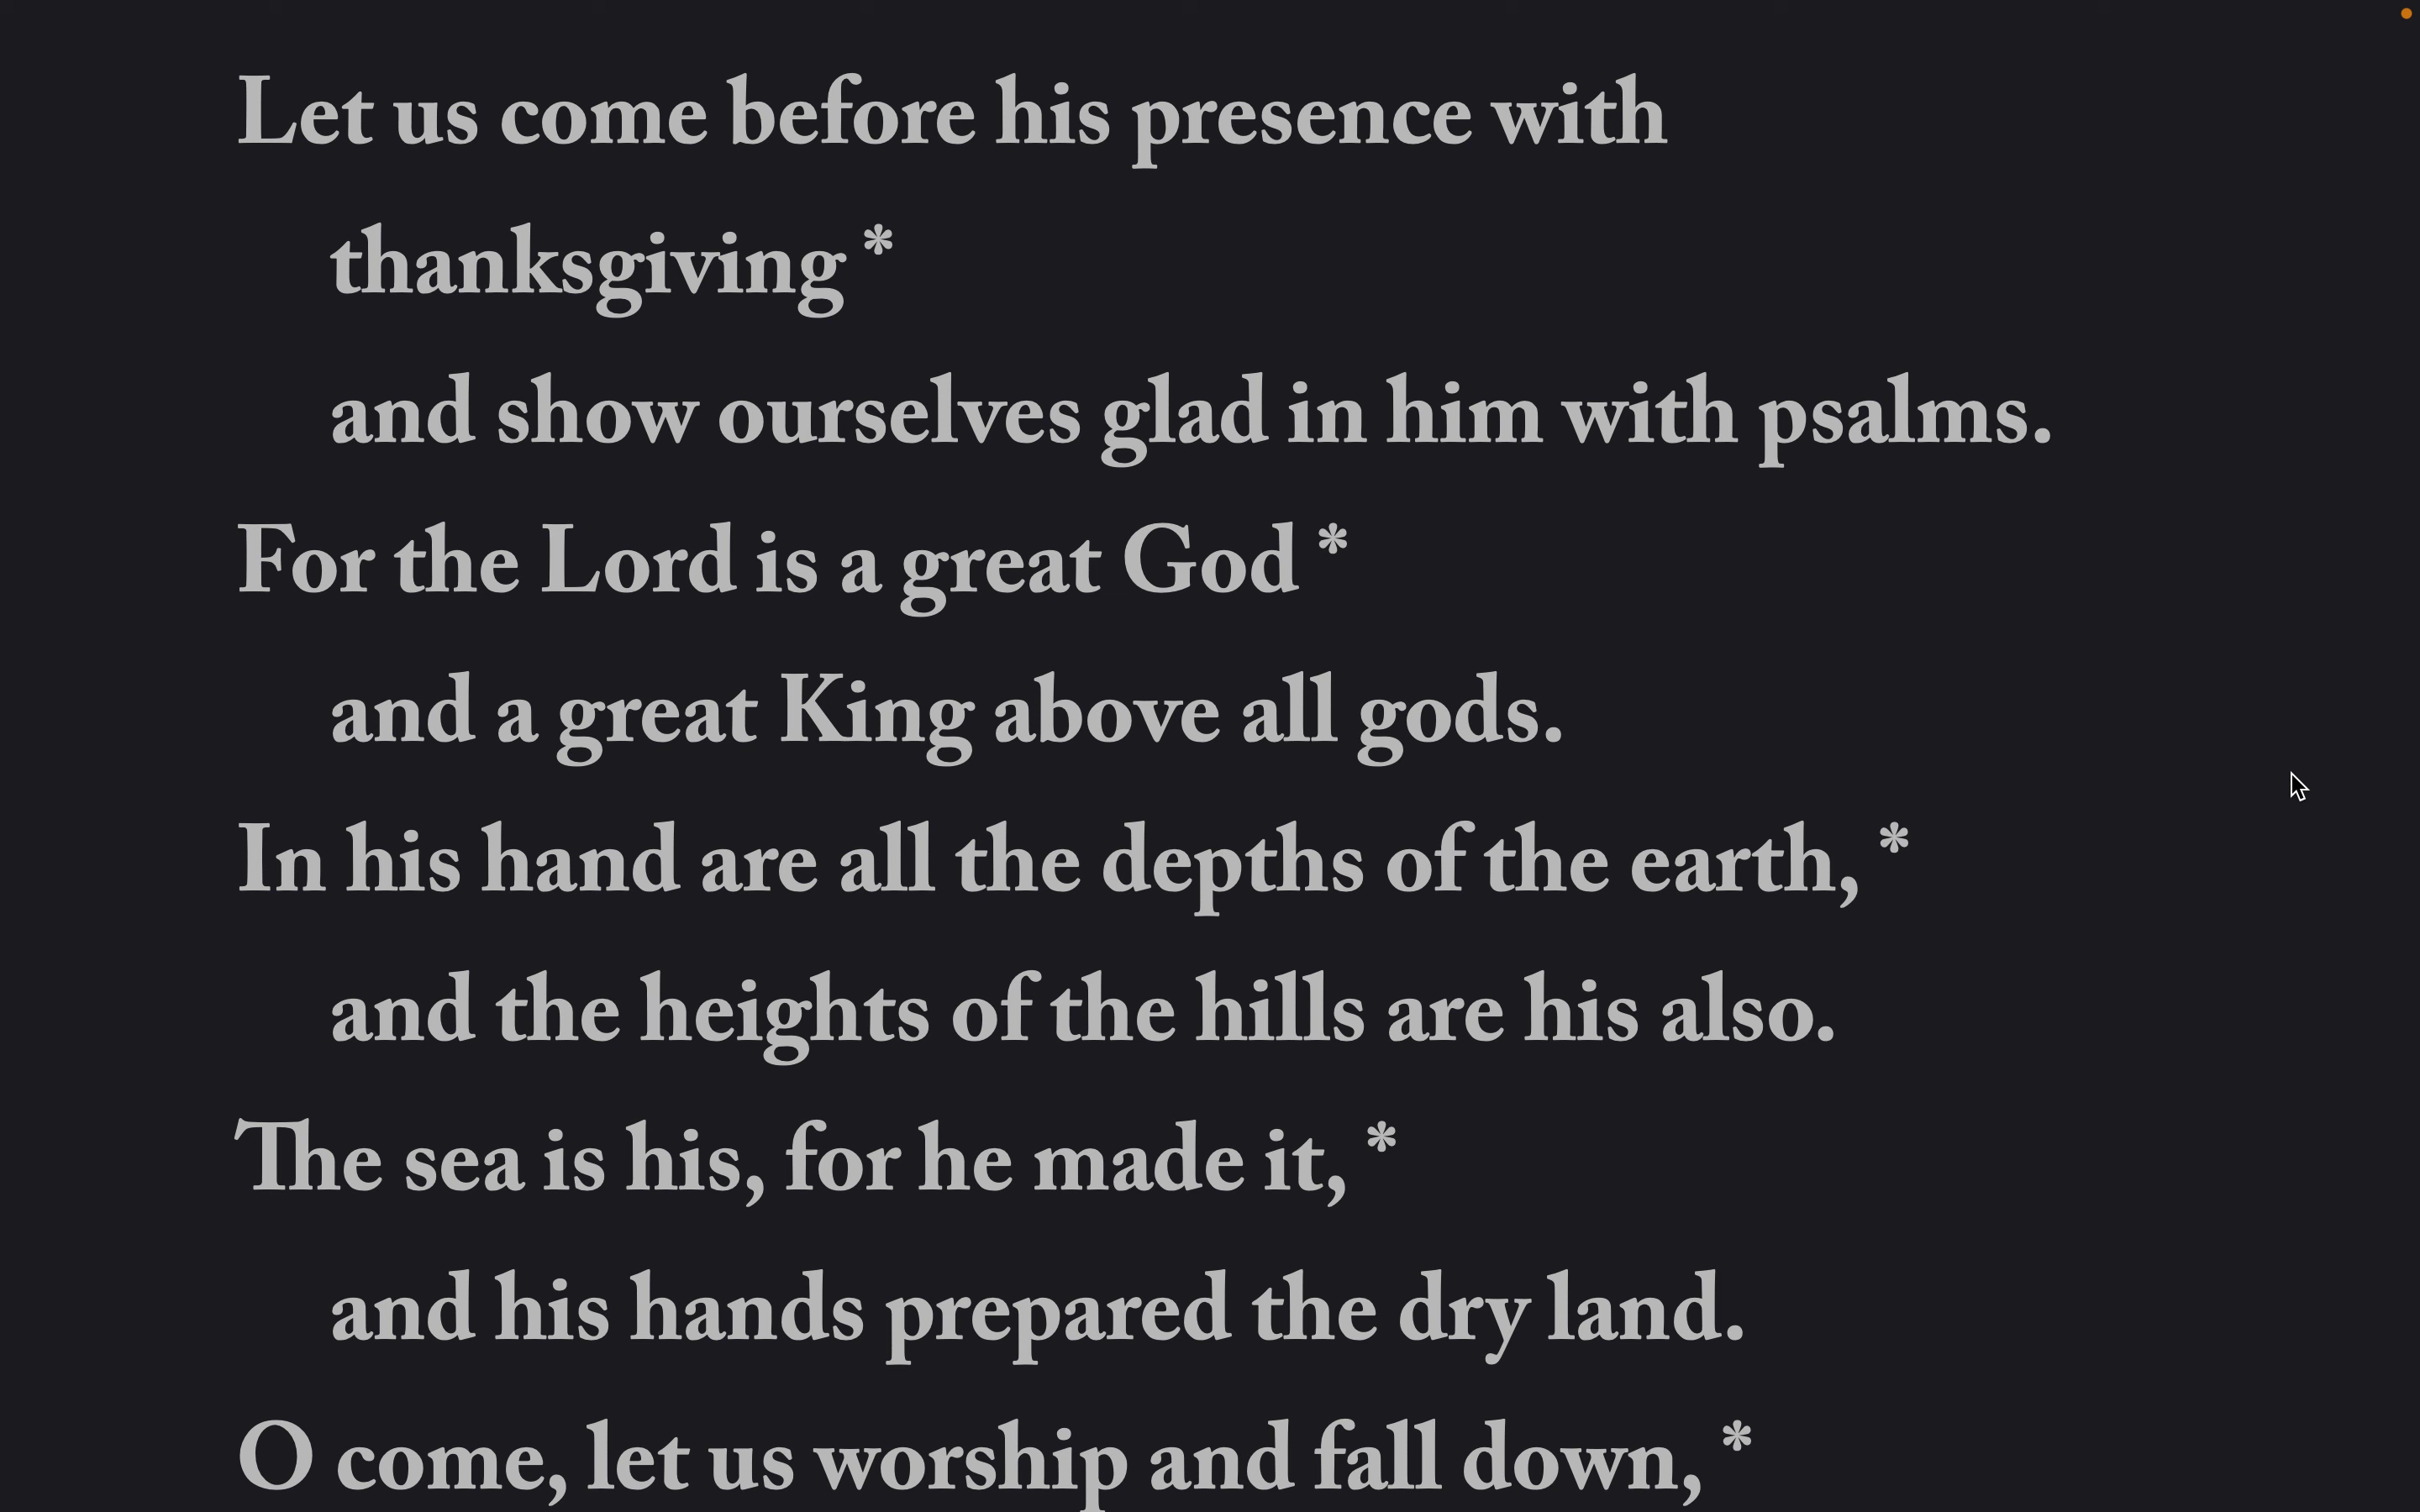 Let us come before his presence with
thanksgiving *
and show ourselves glad in him with psalms.
For the Lord is a great God *
and a great King above all gods.
In his hand are all the depths of the earth, *
and the heights of the hills are his also.
The sea is his, for he made it, *
and his hands prepared the dry land.
O come, let us worship and fall down, *